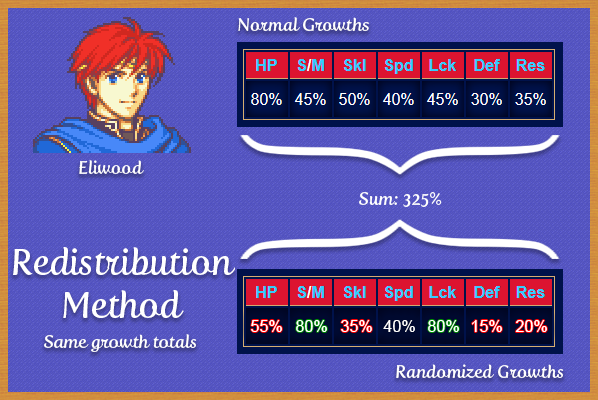 Normal Growths
HP S/M Skl Spd Lck Def Res
80% 45% 50% 40% 45% 30% 35%
Eliwood
Sum: 325%
Redistribution
Method
Same growth totals
HP S/M Skl Spd Lck Def Res
55% 80% 35% 40% 80% 15% 20%
Randomized Growths